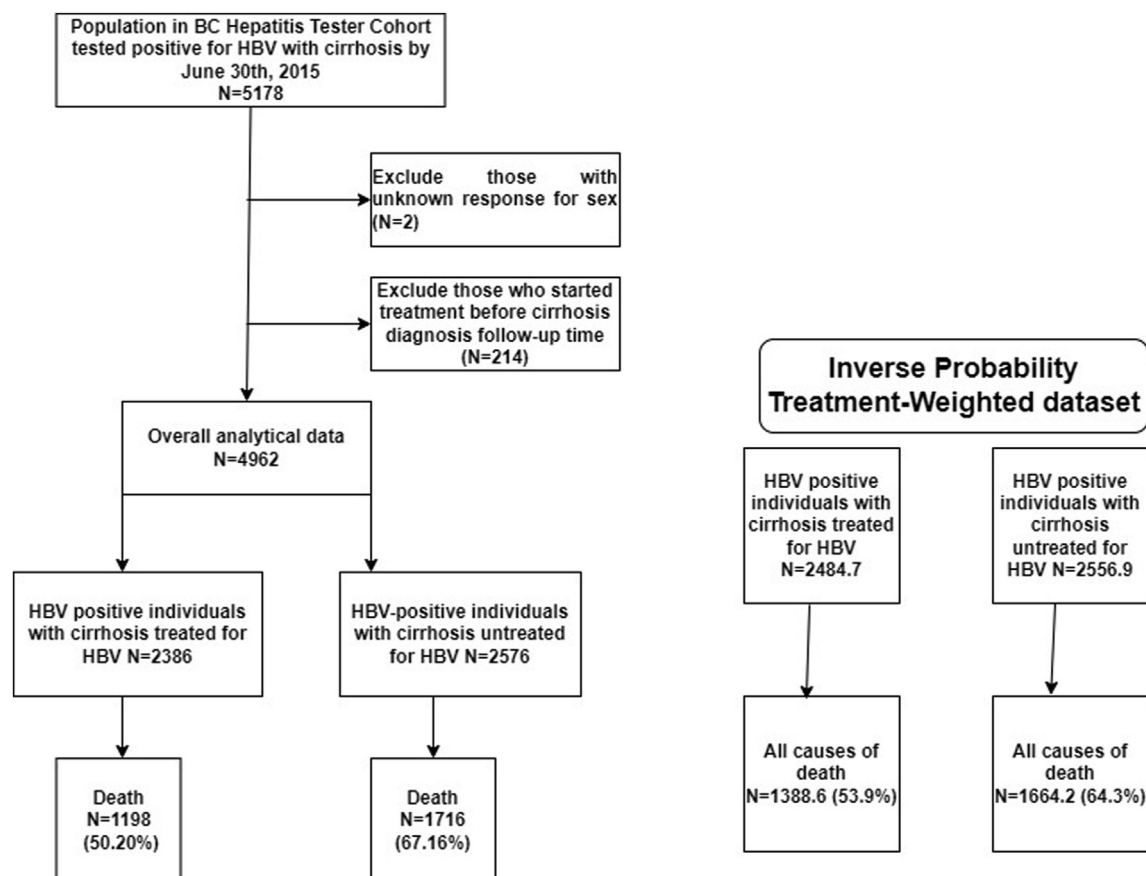 Population in BC Hepatitis Tester Cohort
tested positive for HBV with cirrhosis by
June 30th, 2015
N=5178
Exclude those with
unknown response for sex
(N=2)
Exclude those who started
treatment before cirrhosis
diagnosis follow-up time
(N=214)
Overall analytical data
N=4962
HBV positive individuals
with cirrhosis treated for
HBV N=2386
HBV-positive individuals
with cirrhosis untreated
for HBV N=2576
Death
N=1198
(50.20%)
Death
N=1716
(67.16%)
Inverse Probability
Treatment-Weighted dataset
HBV positive
individuals with
cirrhosis treated
for HBV
N=2484.7
HBV positive
individuals with
cirrhosis
untreated for
HBV N=2556.9
All causes of
death
N=1388.6 (53.9%)
All causes of
death
N=1664.2 (64.3%)